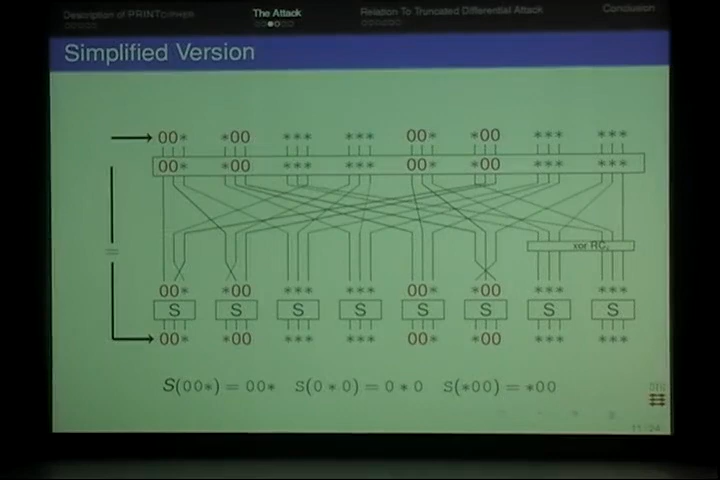 Description of PRINTCIPHER The Attack Relation To Truncated Differential Attack Conclusion
Simplified Version
00* *00 *** *** 00* *00 *** ***
00* *00 *** *** 00* *00 *** ***
xor RC
=
00* *00 *** *** 00* *00 *** ***
S S S S S S S S
00* *00 *** *** 00* *00 *** ***
S(00*) = 00* S(0*0) = 0*0 S(*00) = *00
DTU
11/24